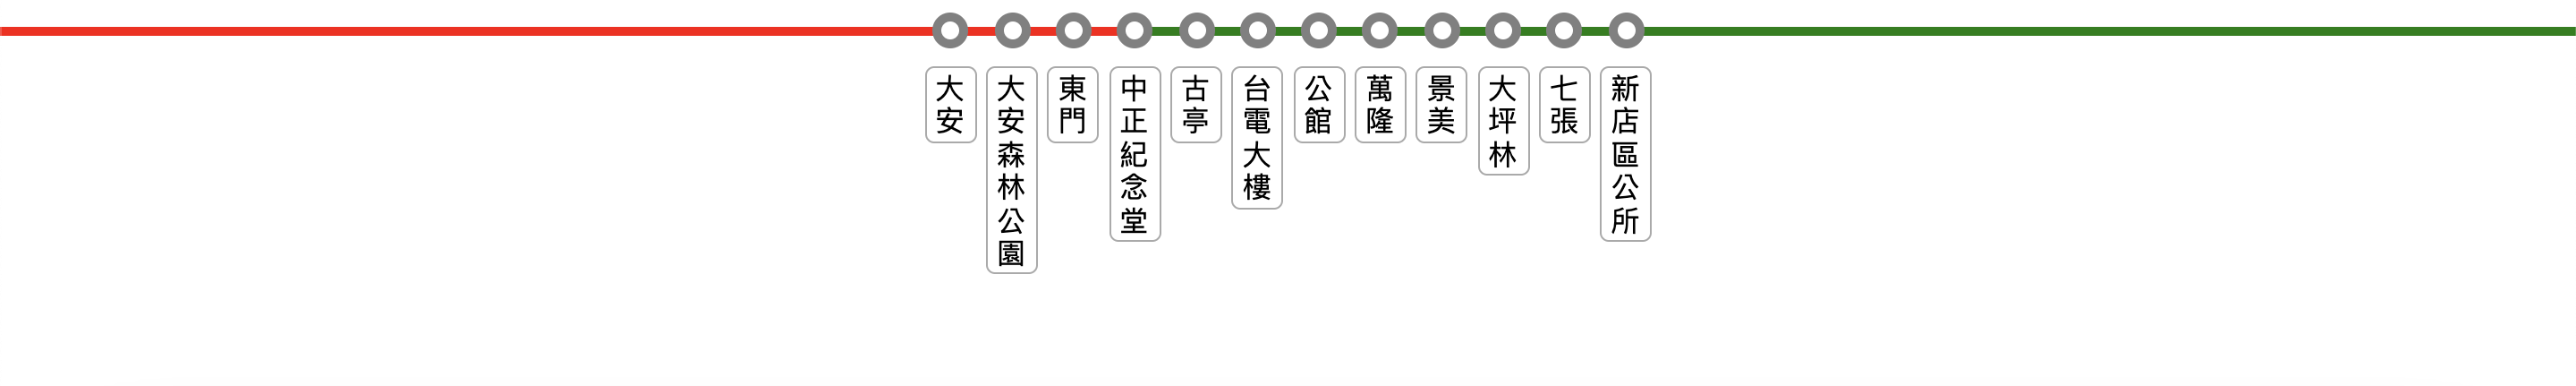 大安
大安森林公園
東門
中正紀念堂
古亭
台電大樓
公館
萬隆
景美
大坪林
七張
新店區公所